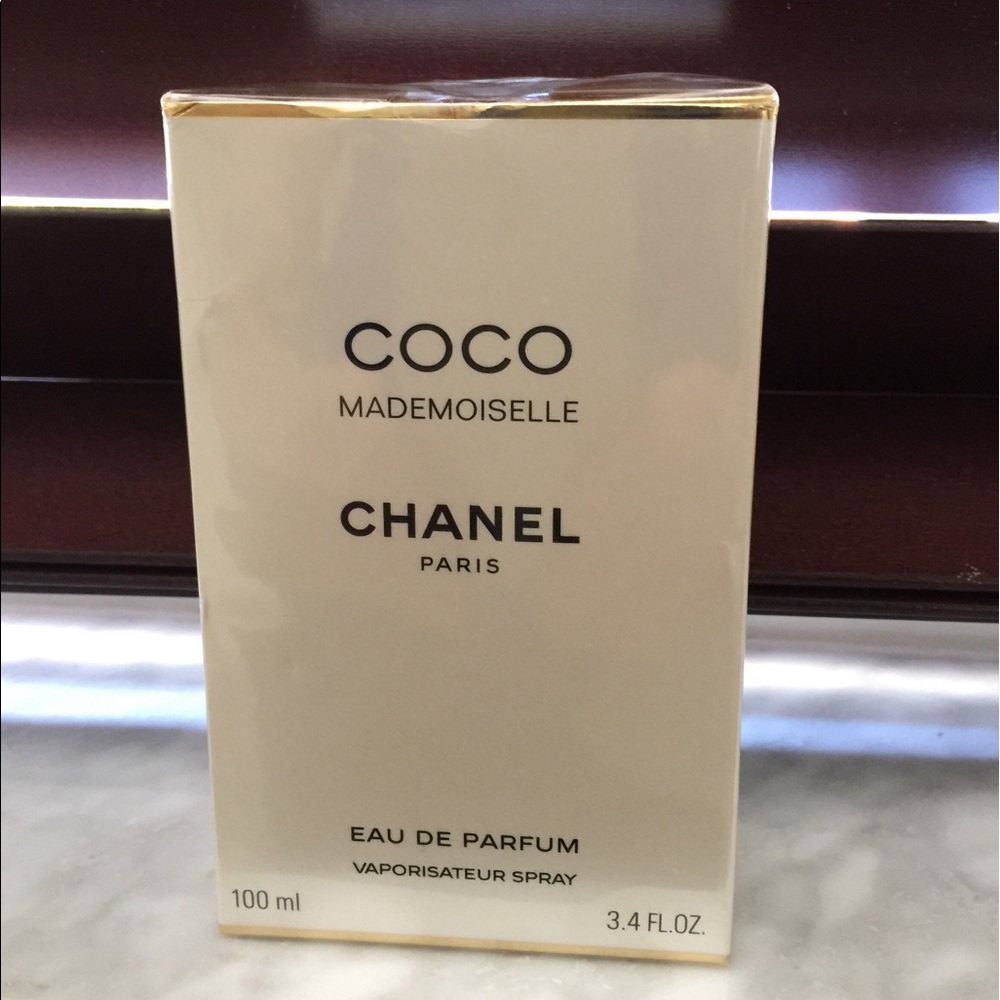 COCO
MADEMOISELLE
CHANEL
PARIS
EAU DE PARFUM
VAPORISATEUR SPRAY
100 ml
3.4 FL.OZ.